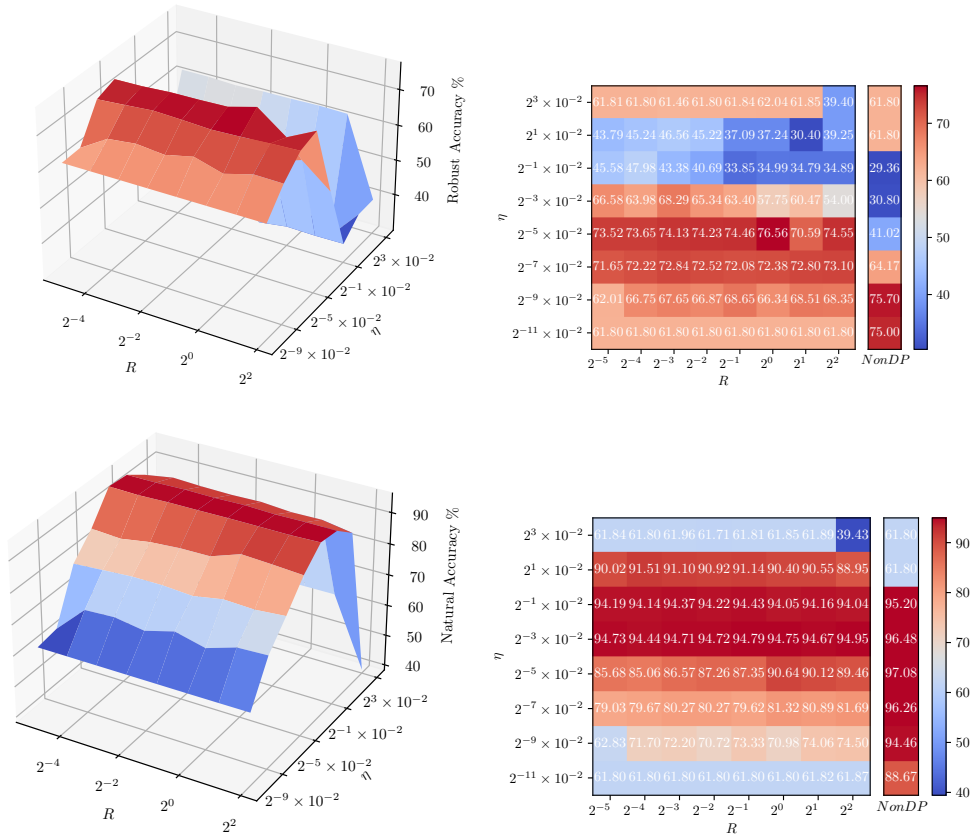 70
60
50
40
Robust Accuracy %
2^{-4}
2^{-2}
2^{0}
2^{2}
R
2^{-9} × 10^{-2}
2^{-5} × 10^{-2}
2^{-1} × 10^{-2}
2^{3} × 10^{-2}
η
2^{3} × 10^{-2} 61.81 61.80 61.46 61.80 61.84 62.04 61.85 39.40 61.80
2^{1} × 10^{-2} 43.79 45.24 46.56 45.22 37.09 37.24 30.40 39.25 61.80
2^{-1} × 10^{-2} 45.58 47.98 43.38 40.69 33.85 34.99 34.79 34.89 29.36
2^{-3} × 10^{-2} 66.58 63.98 68.29 65.34 63.40 57.75 60.47 54.00 30.80
2^{-5} × 10^{-2} 73.52 73.65 74.13 74.23 74.46 76.56 70.59 74.55 41.02
2^{-7} × 10^{-2} 71.65 72.22 72.84 72.52 72.08 72.38 72.80 73.10 64.17
2^{-9} × 10^{-2} 62.01 66.75 67.65 66.87 68.65 66.34 68.51 68.35 75.70
2^{-11} × 10^{-2} 61.80 61.80 61.80 61.80 61.80 61.80 61.80 61.80 75.00
η
2^{-5} 2^{-4} 2^{-3} 2^{-2} 2^{-1} 2^{0} 2^{1} 2^{2} NonDP
R
70
60
50
40
90
80
70
60
50
40
Natural Accuracy %
2^{-4}
2^{-2}
2^{0}
2^{2}
R
2^{-9} × 10^{-2}
2^{-5} × 10^{-2}
2^{-1} × 10^{-2}
2^{3} × 10^{-2}
η
2^{3} × 10^{-2} 61.84 61.80 61.96 61.71 61.81 61.85 61.89 39.43 61.80
2^{1} × 10^{-2} 90.02 91.51 91.10 90.92 91.14 90.40 90.55 88.95 61.80
2^{-1} × 10^{-2} 94.19 94.14 94.37 94.22 94.43 94.05 94.16 94.04 95.20
2^{-3} × 10^{-2} 94.73 94.44 94.71 94.72 94.79 94.75 94.67 94.95 96.48
2^{-5} × 10^{-2} 85.68 85.06 86.57 87.26 87.35 90.64 90.12 89.46 97.08
2^{-7} × 10^{-2} 79.03 79.67 80.27 80.27 79.62 81.32 80.89 81.69 96.26
2^{-9} × 10^{-2} 62.83 71.70 72.20 70.72 73.33 70.98 74.06 74.50 94.46
2^{-11} × 10^{-2} 61.80 61.80 61.80 61.80 61.80 61.80 61.82 61.87 88.67
η
2^{-5} 2^{-4} 2^{-3} 2^{-2} 2^{-1} 2^{0} 2^{1} 2^{2} NonDP
R
90
80
70
60
50
40